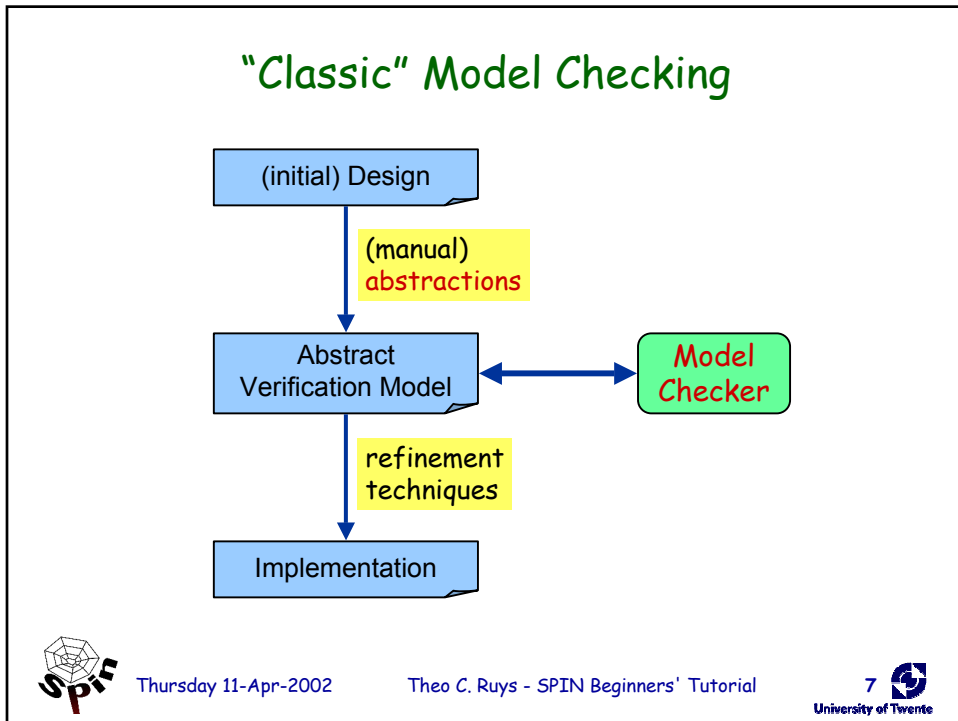 “Classic” Model Checking
(initial) Design
(manual)
abstractions
Abstract
Verification Model
Model
Checker
refinement
techniques
Implementation
Spin
Thursday 11-Apr-2002
Theo C. Ruys - SPIN Beginners' Tutorial
7
University of Twente